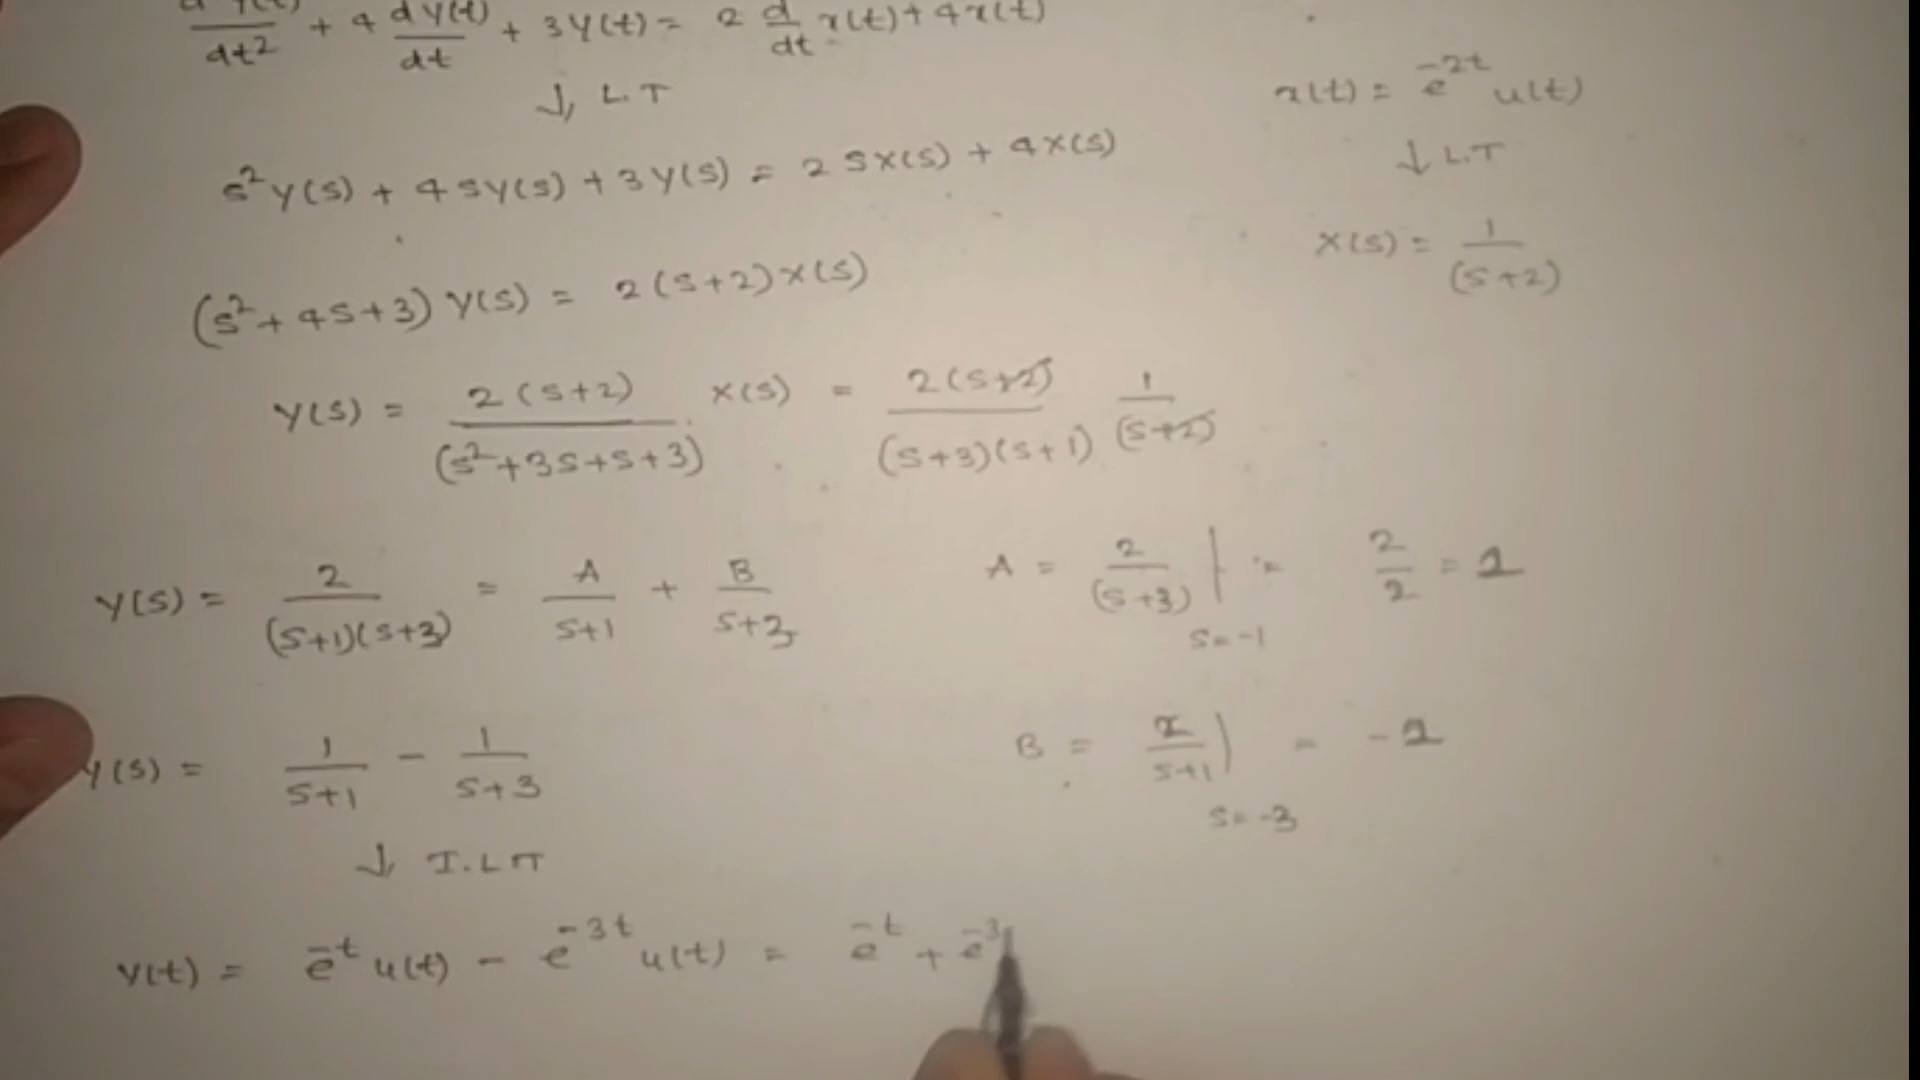 d²y(t)/dt² + 4 dy(t)/dt + 3y(t) = 2 d/dt x(t) + 4x(t)
↓ L.T
s²Y(s) + 4sY(s) + 3Y(s) = 2sX(s) + 4X(s)
(s²+4s+3) Y(s) = 2(s+2)X(s)
Y(s) = 2(s+2)/(s²+3s+s+3) X(s) = 2(s+2)/(s+3)(s+1) 1/(s+2)
Y(s) = 2/(s+1)(s+3) = A/s+1 + B/s+3
Y(s) = 1/s+1 - 1/s+3
↓ I.LT
y(t) = e^-t u(t) - e^-3t u(t) = e^-t + e^-3
x(t) = e^-2t u(t)
↓ L.T
X(s) = 1/(s+2)
A = 2/(s+3) | s=-1 = 2/2 = 1
B = 2/s+1 | s=-3 = -1